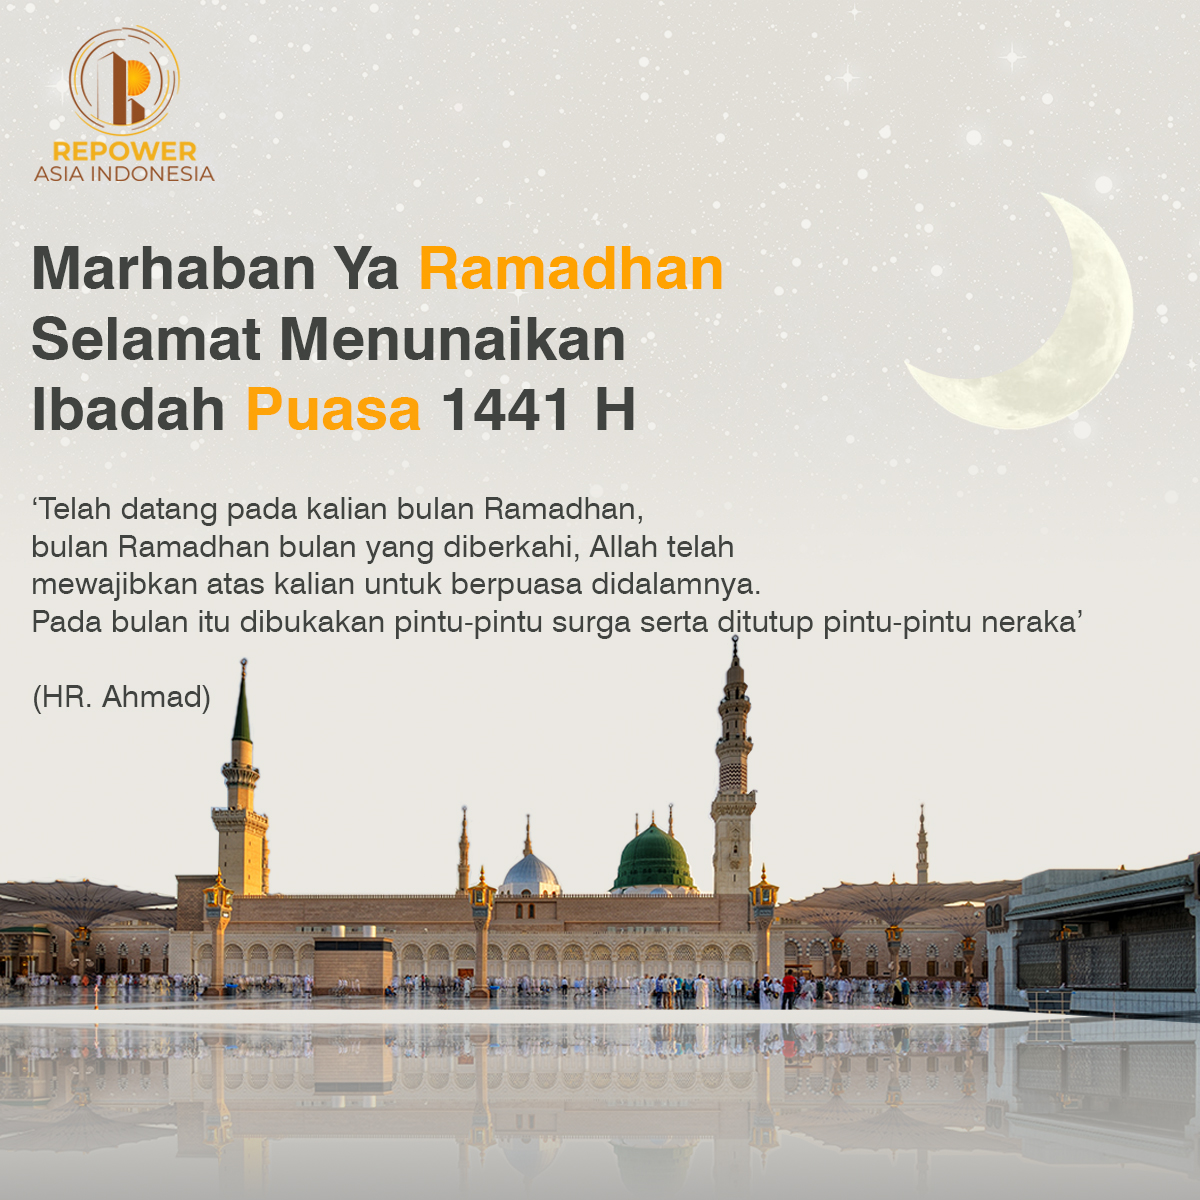 REPOWER
ASIA INDONESIA
Marhaban Ya Ramadhan
Selamat Menunaikan
Ibadah Puasa 1441 H
‘Telah datang pada kalian bulan Ramadhan,
bulan Ramadhan bulan yang diberkahi, Allah telah
mewajibkan atas kalian untuk berpuasa didalamnya.
Pada bulan itu dibukakan pintu-pintu surga serta ditutup pintu-pintu neraka’
(HR. Ahmad)